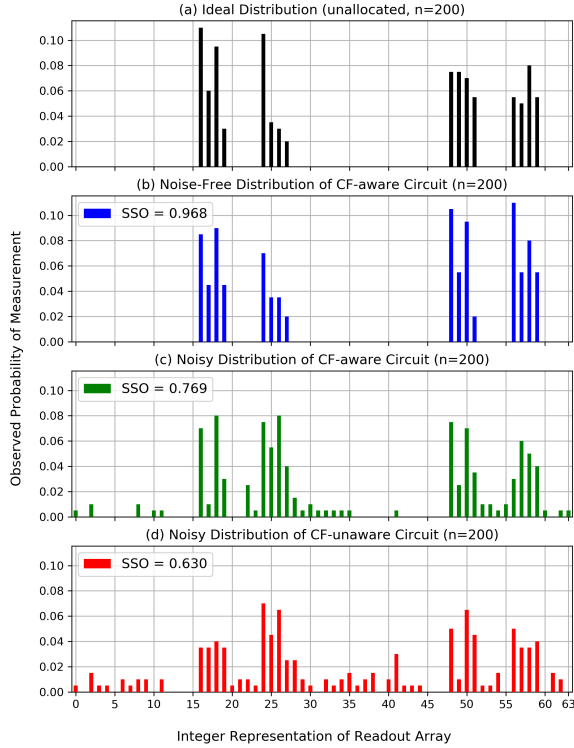 (a) Ideal Distribution (unallocated, n=200)
0.10
0.08
0.06
0.04
0.02
0.00
(b) Noise-Free Distribution of CF-aware Circuit (n=200)
SSO = 0.968
0.10
0.08
0.06
0.04
0.02
0.00
(c) Noisy Distribution of CF-aware Circuit (n=200)
SSO = 0.769
0.10
0.08
0.06
0.04
0.02
0.00
(d) Noisy Distribution of CF-unaware Circuit (n=200)
SSO = 0.630
0.10
0.08
0.06
0.04
0.02
0.00
0 5 10 15 20 25 30 35 40 45 50 55 60 63
Observed Probability of Measurement
Integer Representation of Readout Array